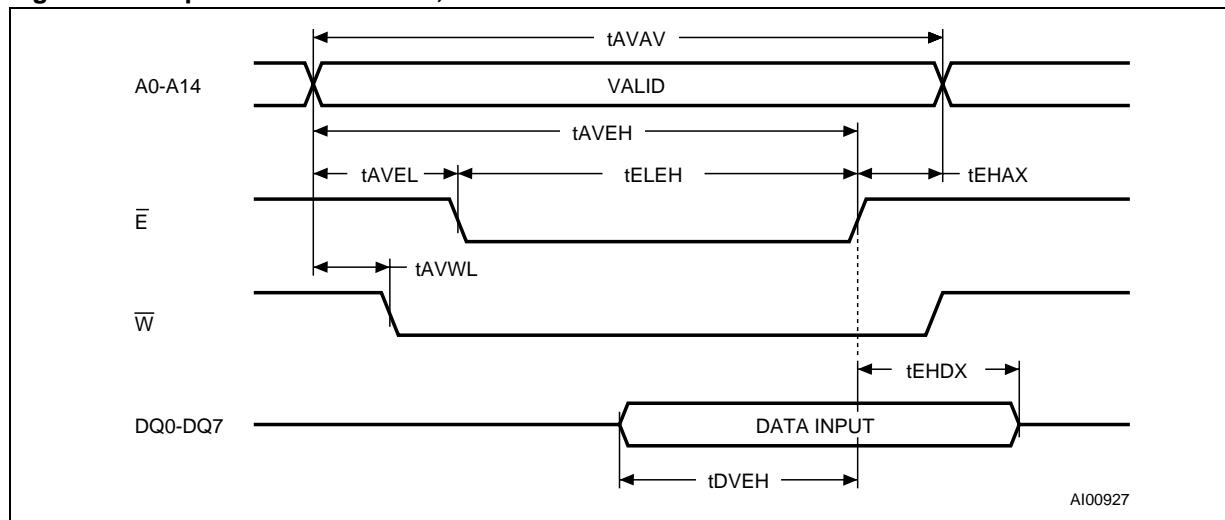 tAVAV
A0-A14
VALID
tAVEH
tAVEL
tELEH
tEHAX
E
tAVWL
W
tEHDX
DQ0-DQ7
DATA INPUT
tDVEH
AI00927